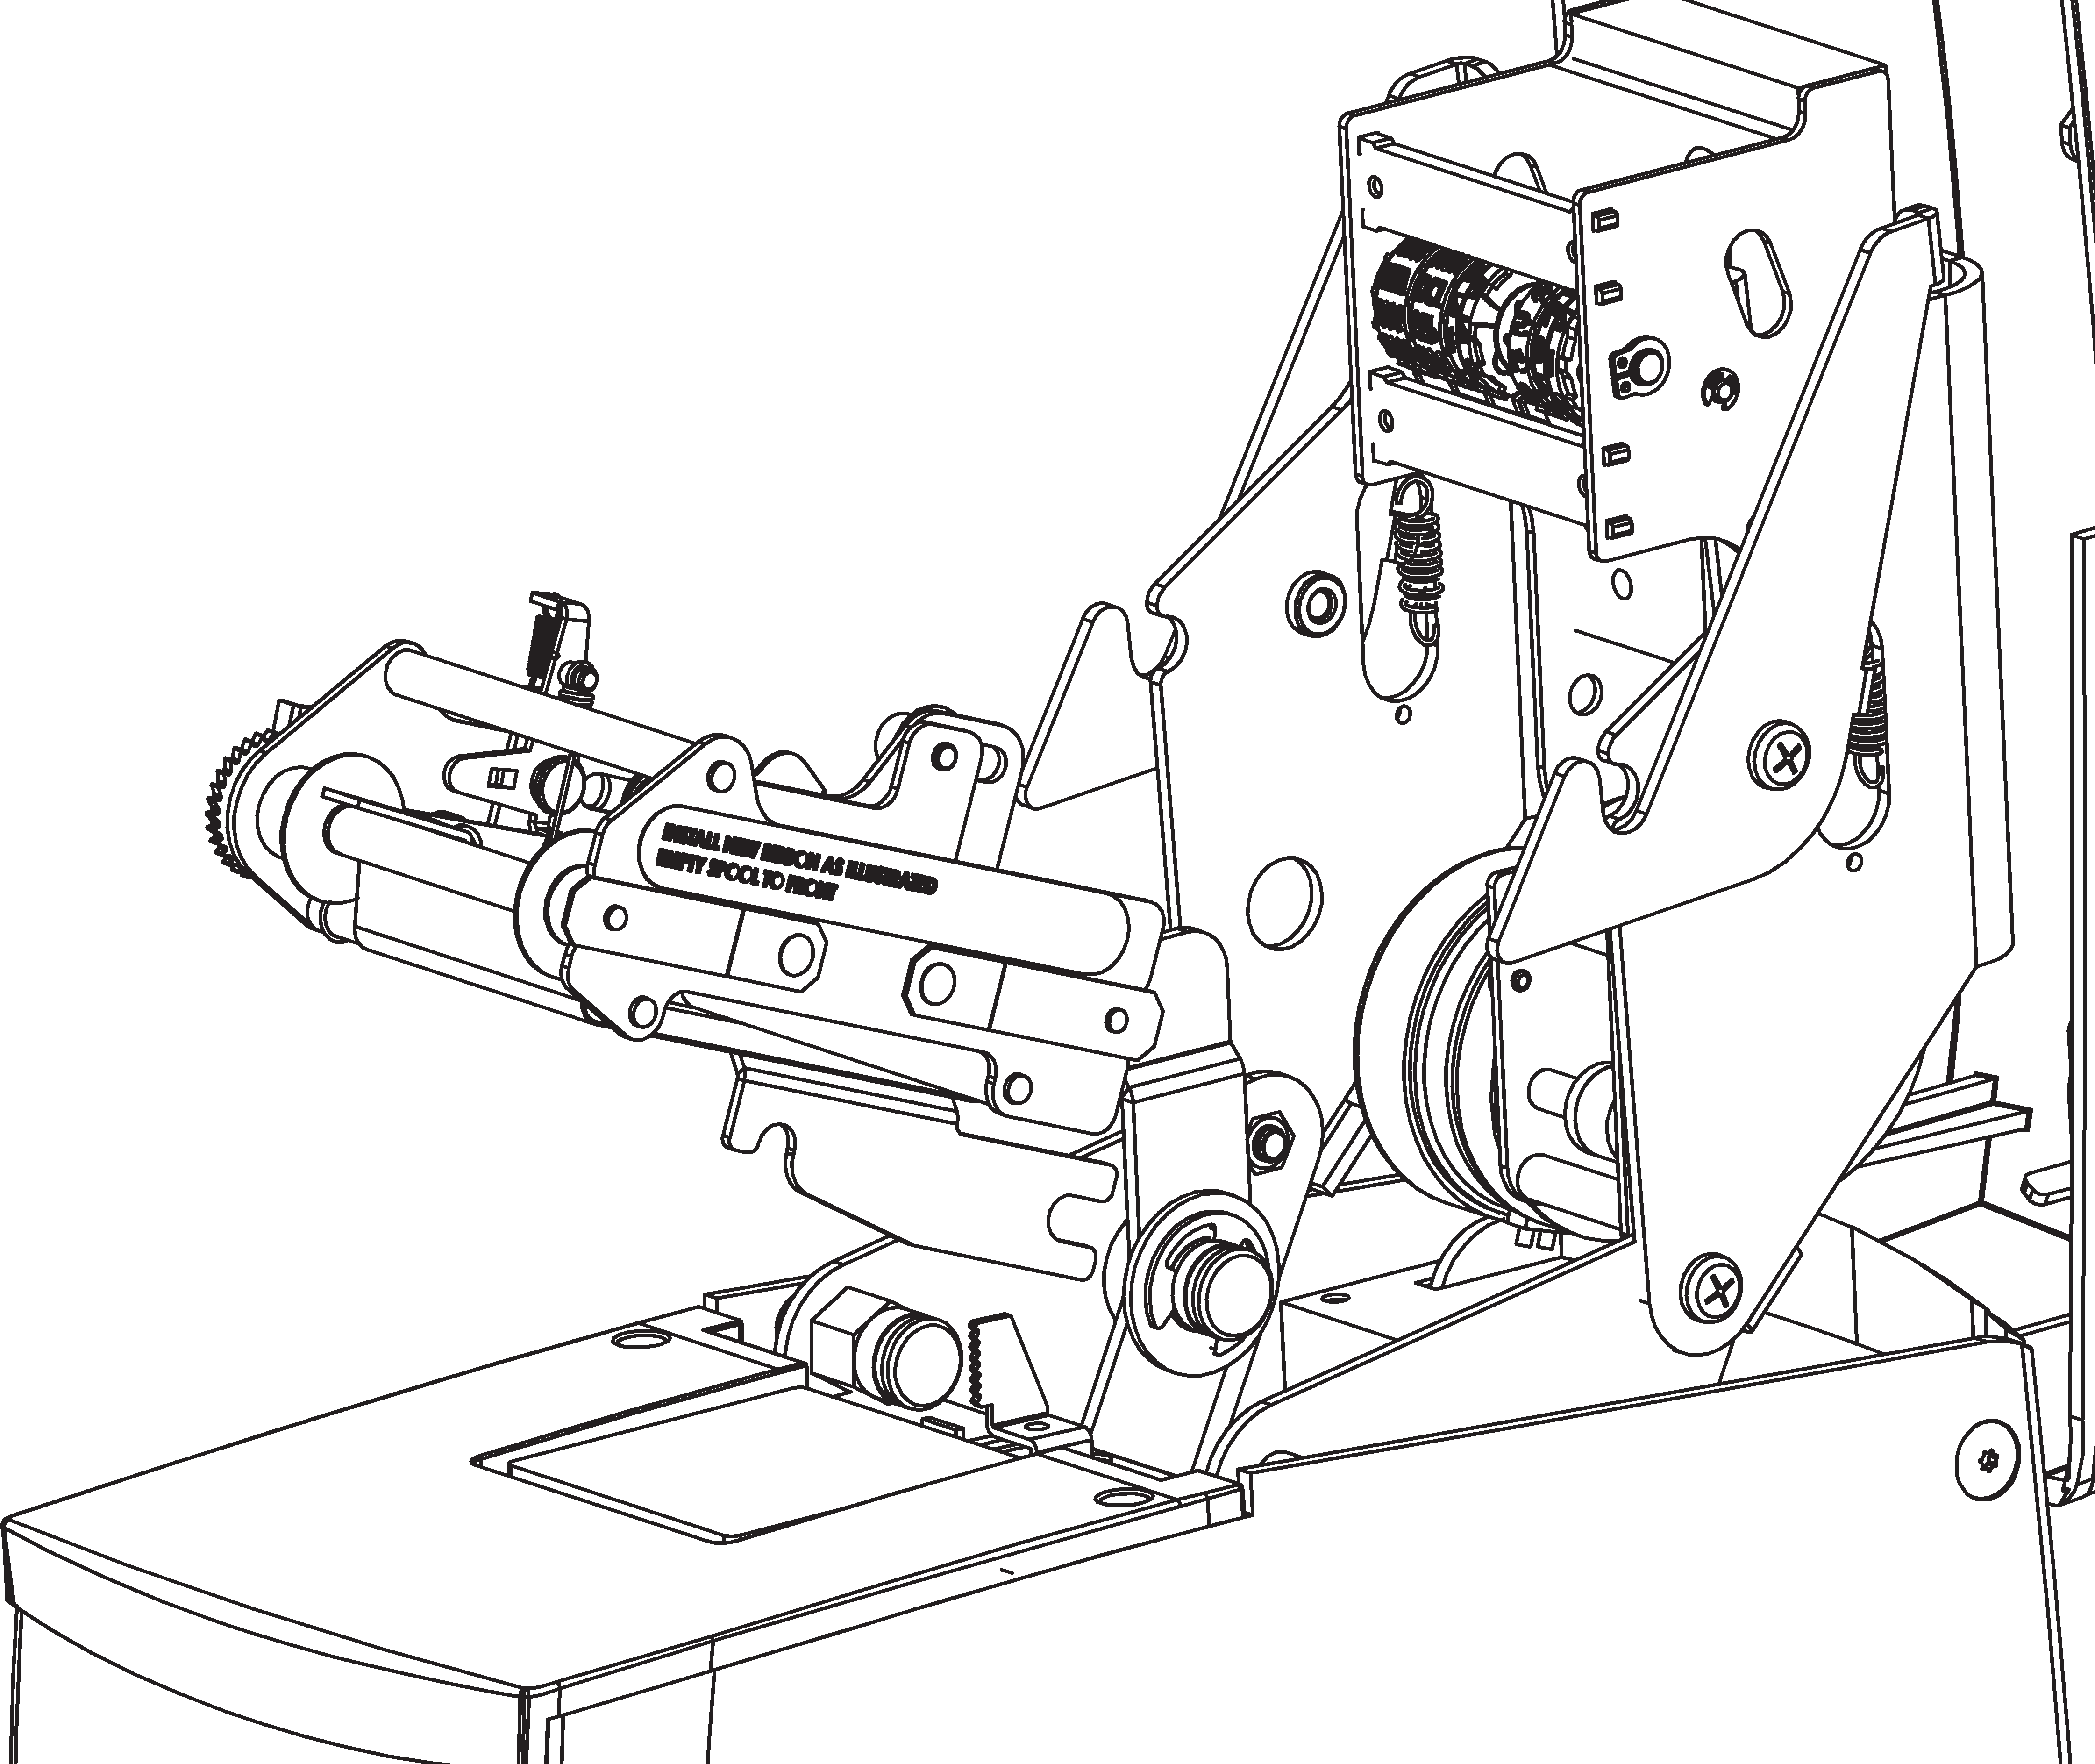 INSTALL NEW RIBBON AS ILLUSTRATED
EMPTY SPOOL TO FRONT